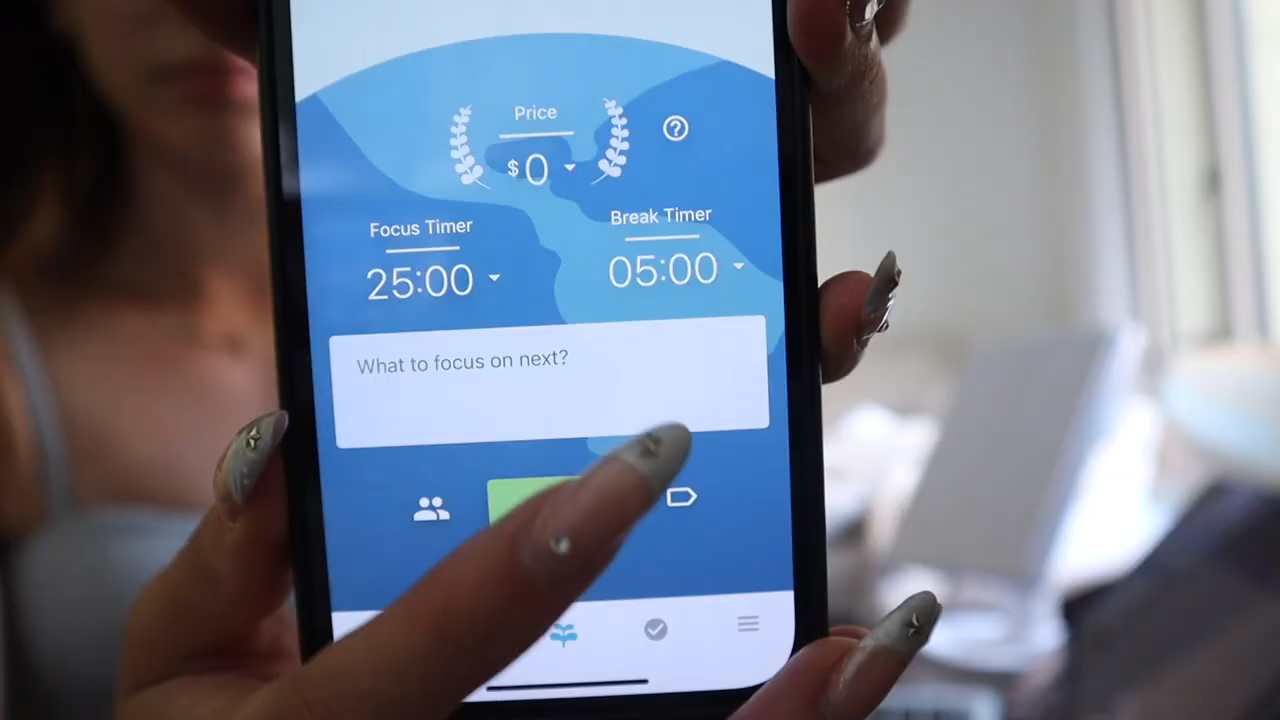 Price
$0
Focus Timer
Break Timer
25:00
05:00
What to focus on next?